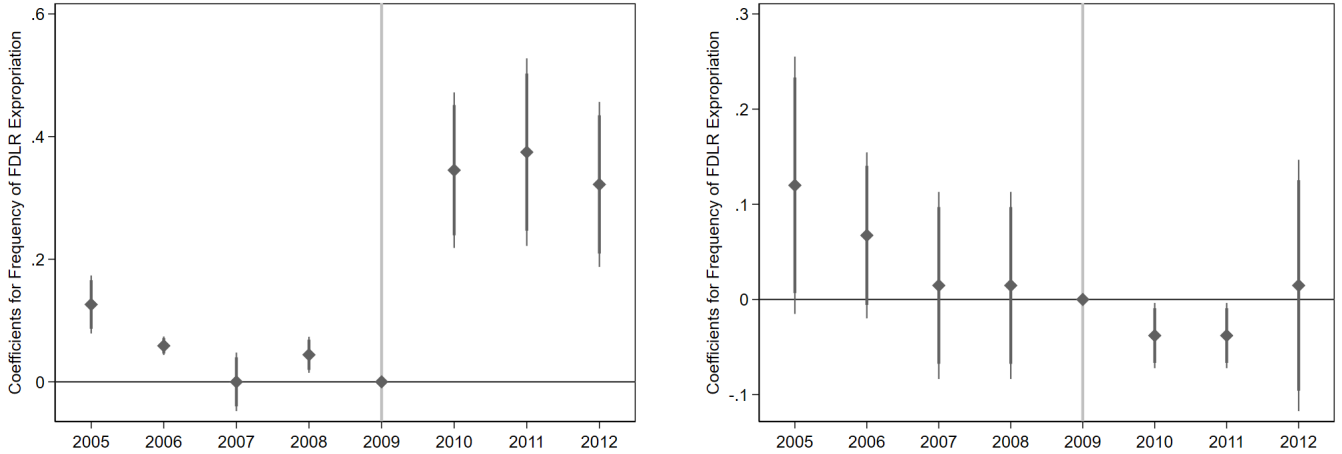 Coefficients for Frequency of FDLR Expropriation
.6
.4
.2
0
2005 2006 2007 2008 2009 2010 2011 2012
Coefficients for Frequency of FDLR Expropriation
.3
.2
.1
0
-.1
2005 2006 2007 2008 2009 2010 2011 2012